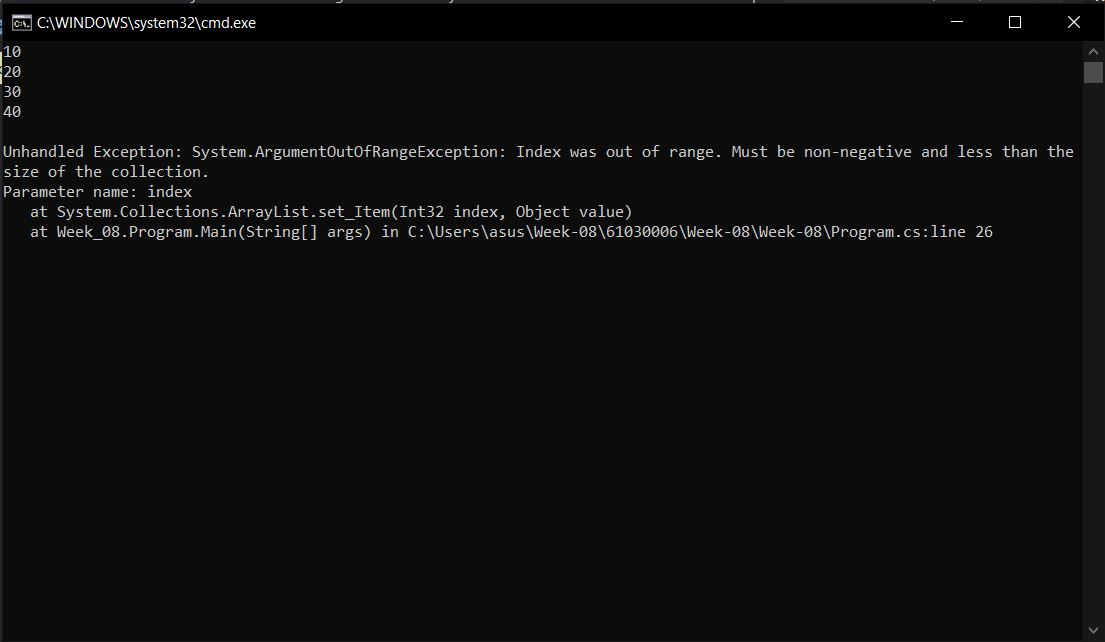 C:\WINDOWS\system32\cmd.exe
10
20
30
40
Unhandled Exception: System.ArgumentOutOfRangeException: Index was out of range. Must be non-negative and less than the
size of the collection.
Parameter name: index
   at System.Collections.ArrayList.set_Item(Int32 index, Object value)
   at Week_08.Program.Main(String[] args) in C:\Users\asus\Week-08\61030006\Week-08\Week-08\Program.cs:line 26